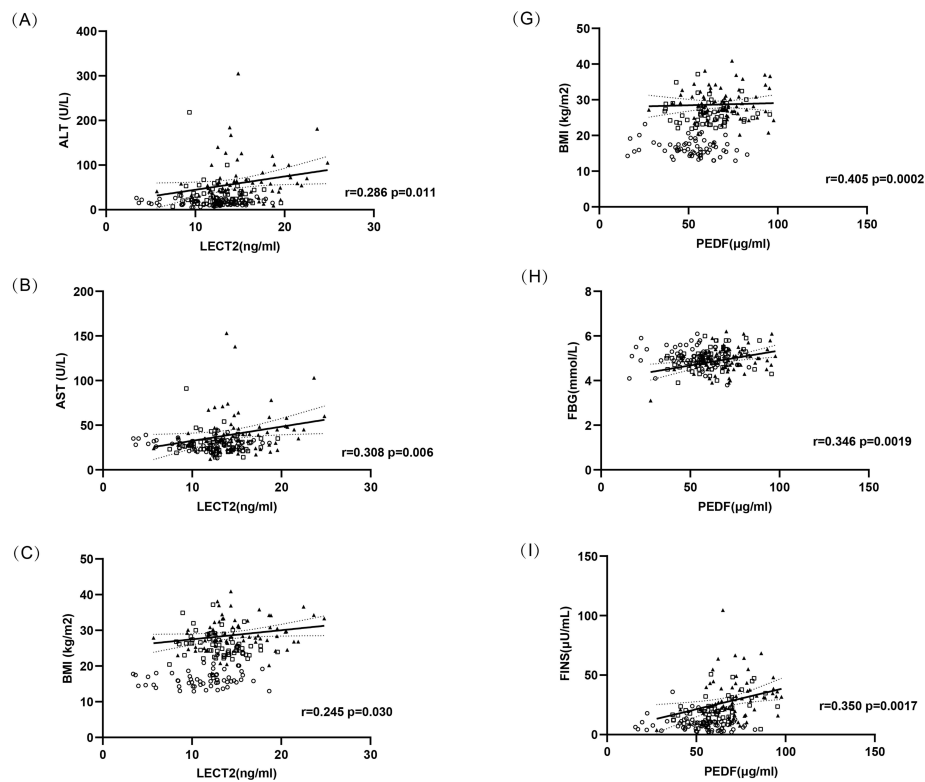 (A)
400
300
200
100
0
ALT (U/L)
0 10 20 30
LECT2(ng/ml)
r=0.286 p=0.011
(B)
200
150
100
50
0
AST (U/L)
0 10 20 30
LECT2(ng/ml)
r=0.308 p=0.006
(C)
50
40
30
20
10
0
BMI (kg/m2)
0 10 20 30
LECT2(ng/ml)
r=0.245 p=0.030
(G)
50
40
30
20
10
0
BMI (kg/m2)
0 50 100 150
PEDF(μg/ml)
r=0.405 p=0.0002
(H)
8
6
4
2
0
FBG(mmol/L)
0 50 100 150
PEDF(μg/ml)
r=0.346 p=0.0019
(I)
150
100
50
0
FINS(μU/mL)
0 50 100 150
PEDF(μg/ml)
r=0.350 p=0.0017